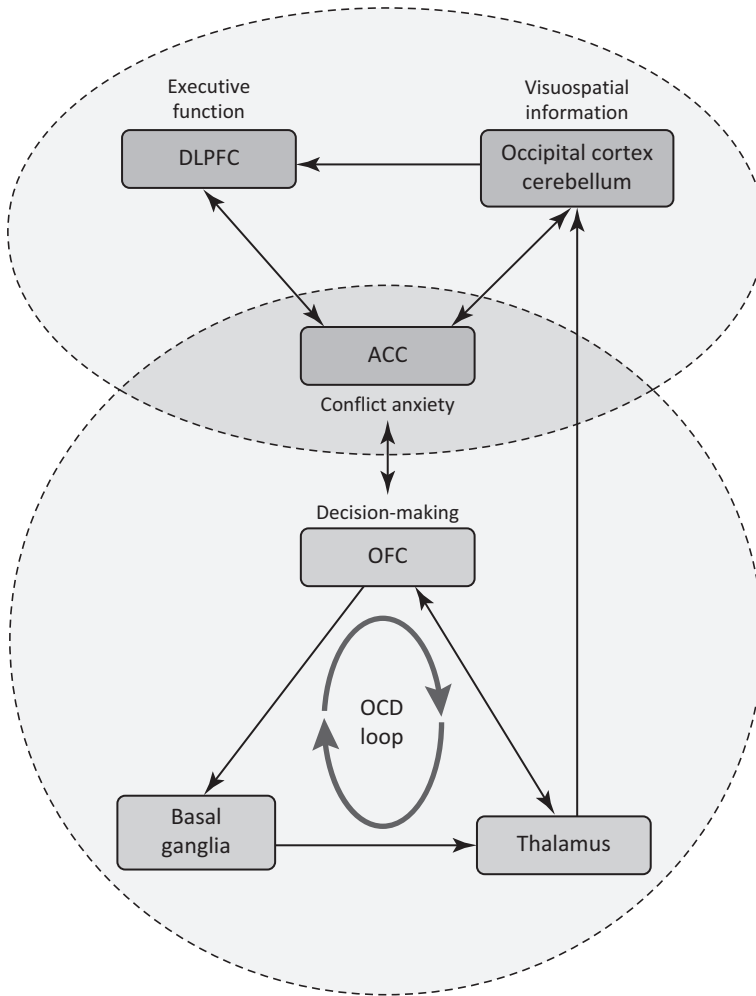 Executive
function
DLPFC
Visuospatial
information
Occipital cortex
cerebellum
ACC
Conflict anxiety
Decision-making
OFC
OCD
loop
Basal
ganglia
Thalamus